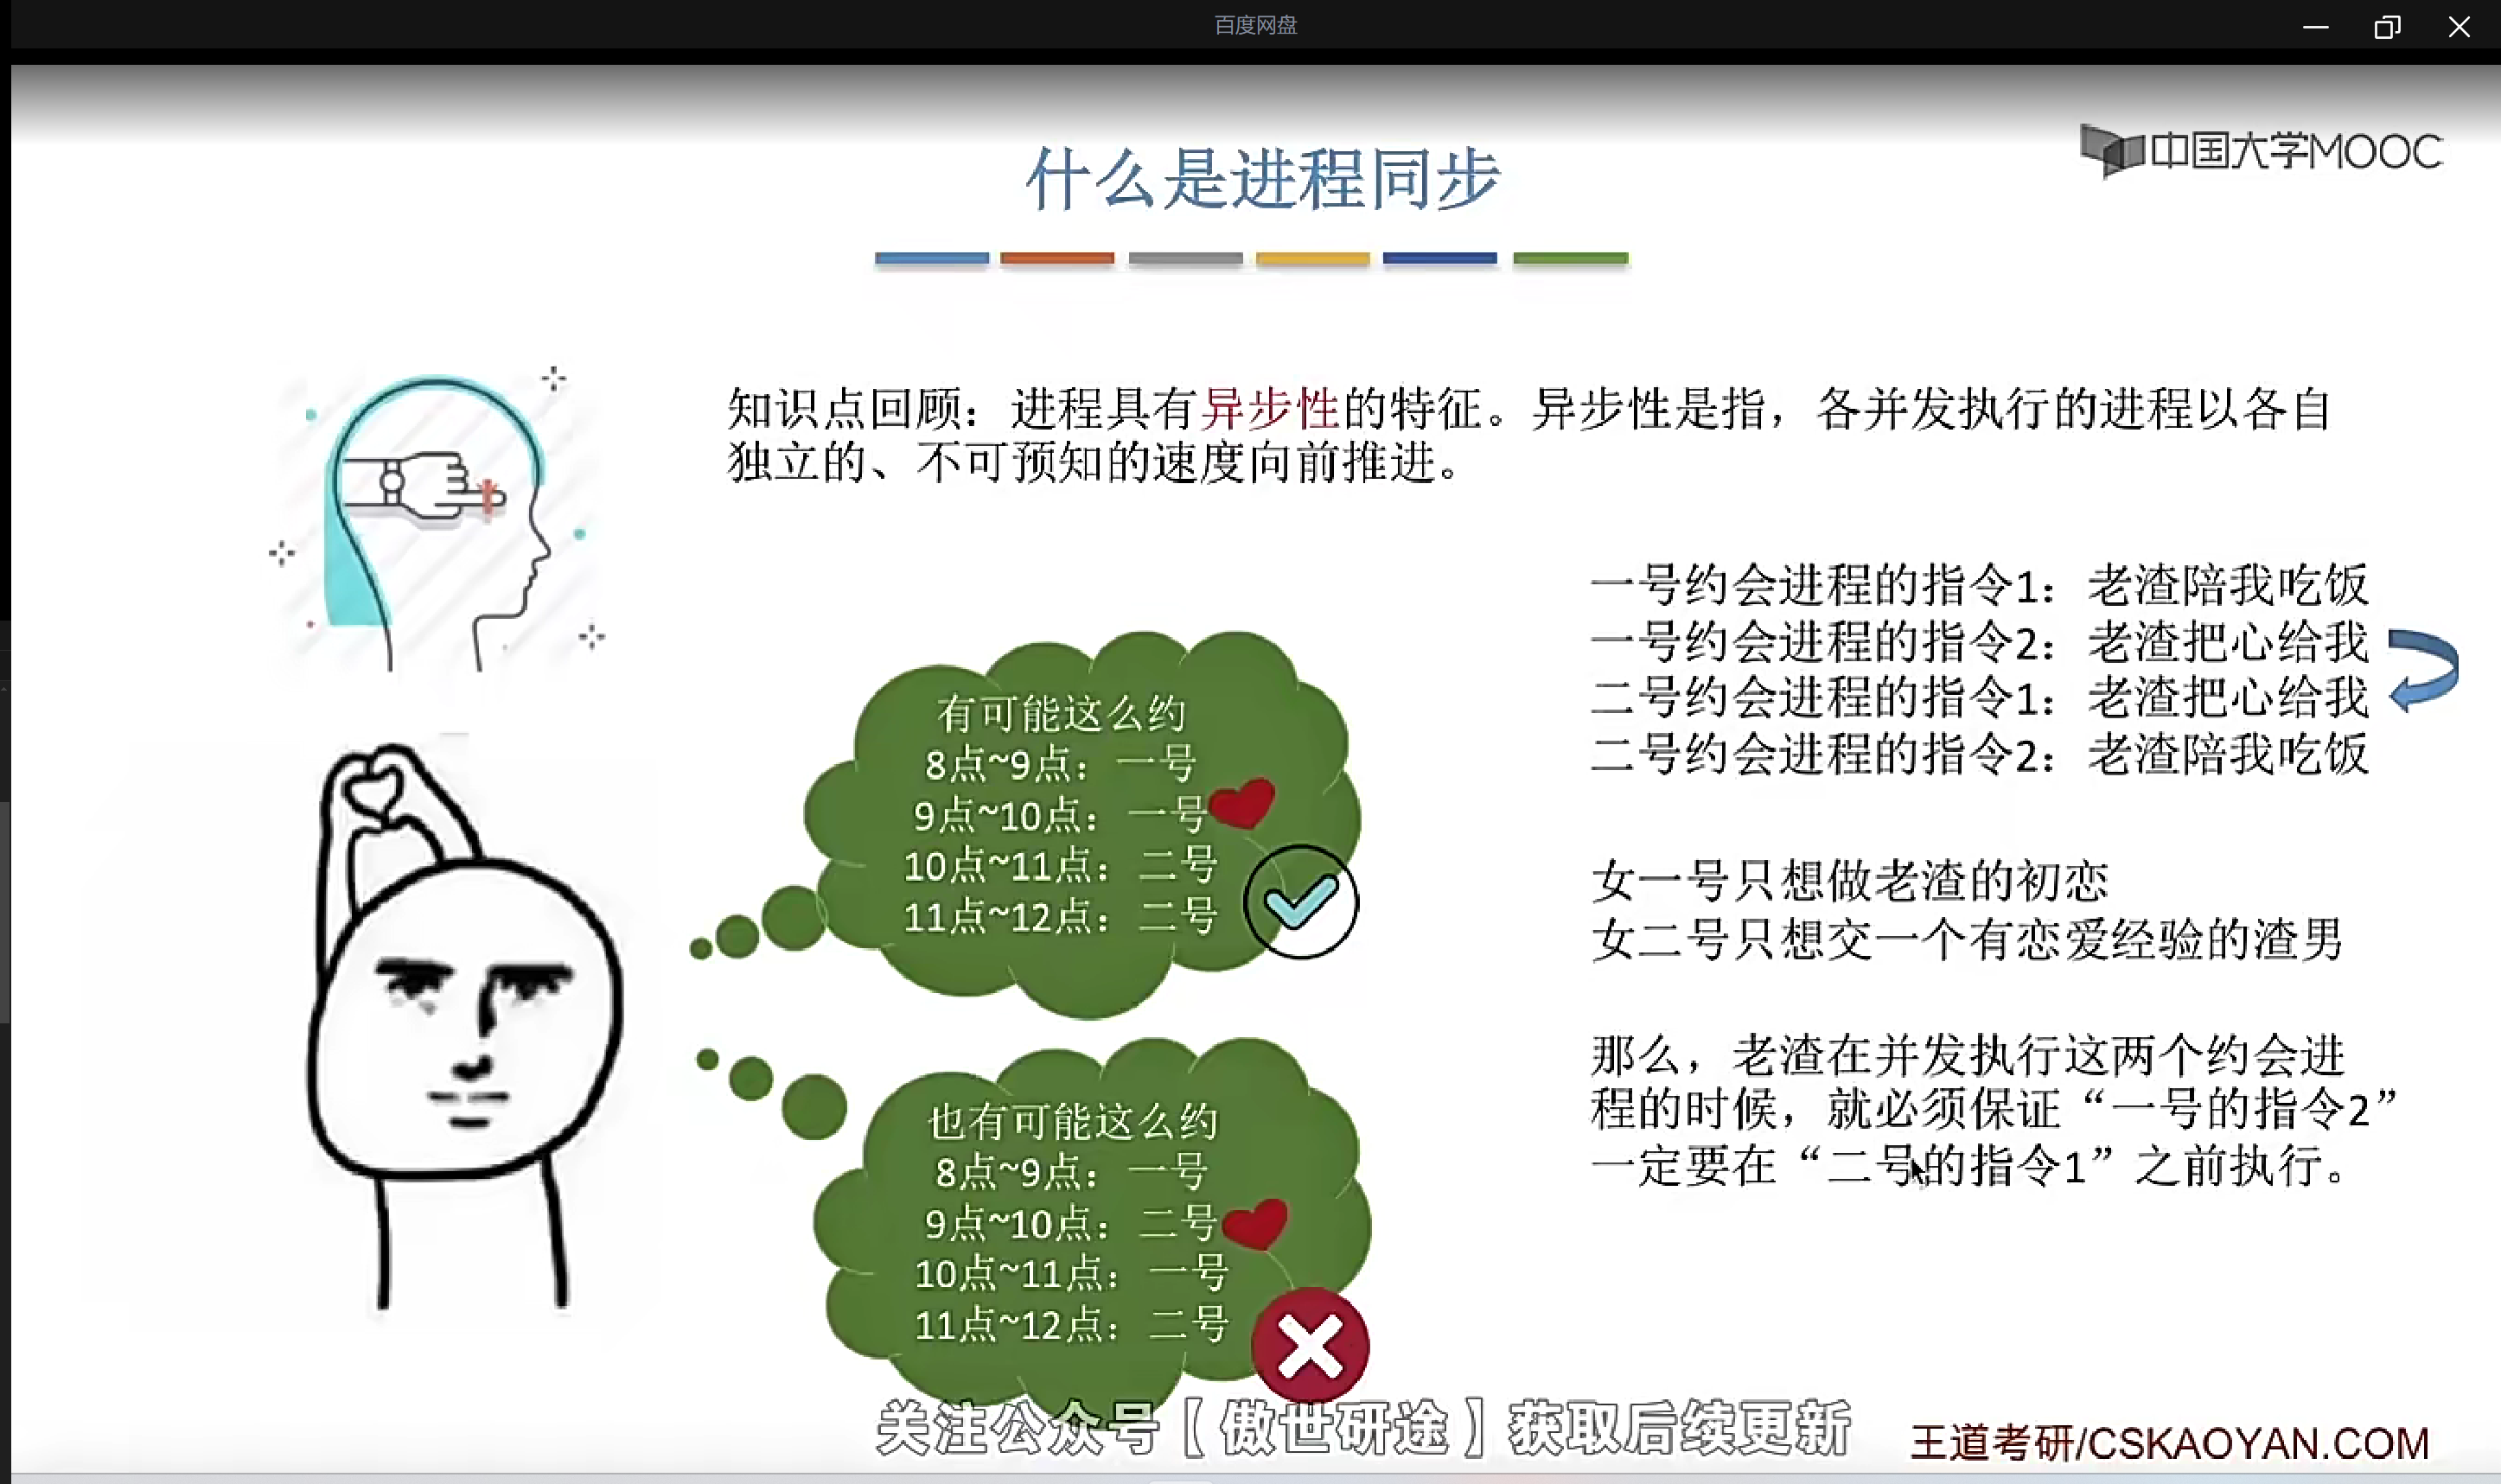 百度网盘
中国大学MOOC
什么是进程同步
知识点回顾：进程具有异步性的特征。异步性是指，各并发执行的进程以各自
独立的、不可预知的速度向前推进。
一号约会进程的指令1：老渣陪我吃饭
一号约会进程的指令2：老渣把心给我
二号约会进程的指令1：老渣把心给我
二号约会进程的指令2：老渣陪我吃饭
有可能这么约
8点~9点：一号
9点~10点：一号
10点~11点：二号
11点~12点：二号
女一号只想做老渣的初恋
女二号只想交一个有恋爱经验的渣男
那么，老渣在并发执行这两个约会进
程的时候，就必须保证“一号的指令2”
一定要在“二号的指令1”之前执行。
也有可能这么约
8点~9点：一号
9点~10点：二号
10点~11点：一号
11点~12点：二号
关注公众号【傲世研途】获取后续更新
王道考研/CSKAOYAN.COM